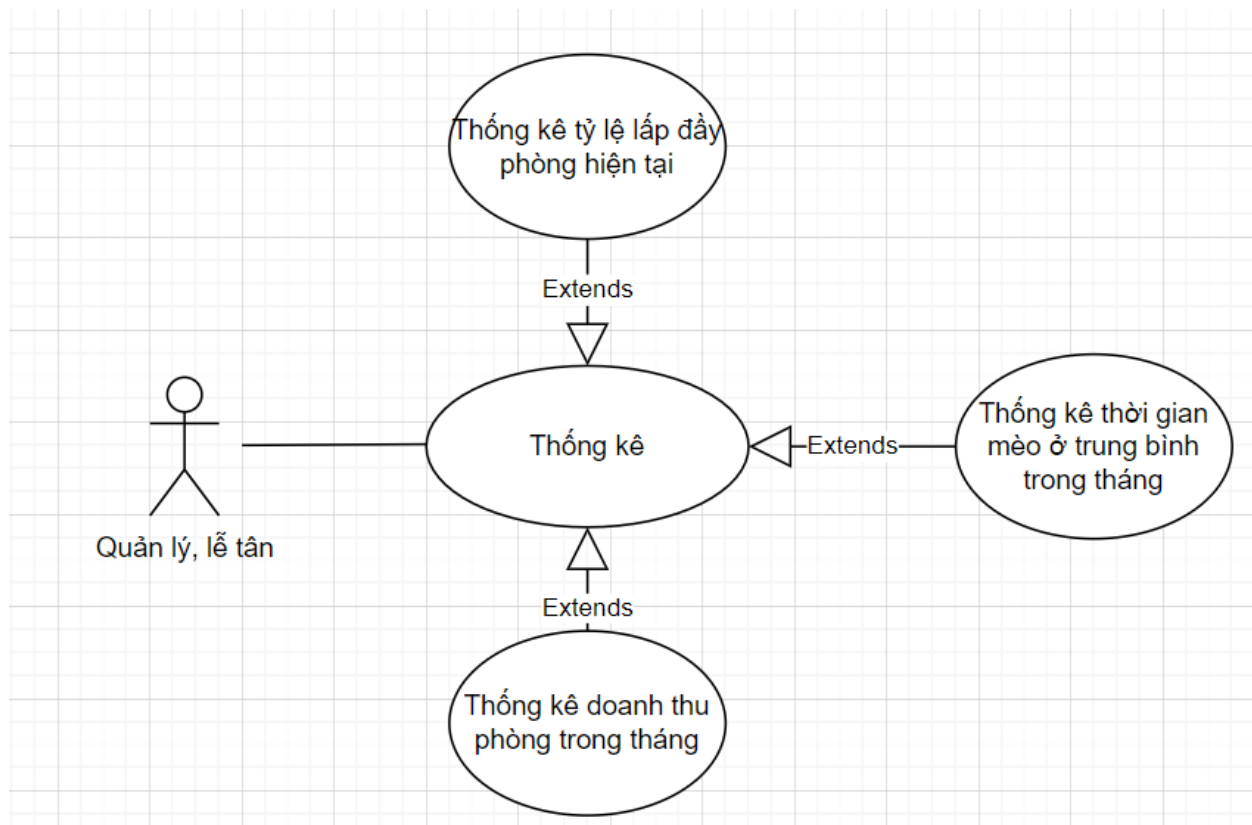 Thống kê tỷ lệ lấp đầy
phòng hiện tại
Extends
Thống kê
Extends
Thống kê thời gian
mèo ở trung bình
trong tháng
Quản lý, lễ tân
Extends
Thống kê doanh thu
phòng trong tháng